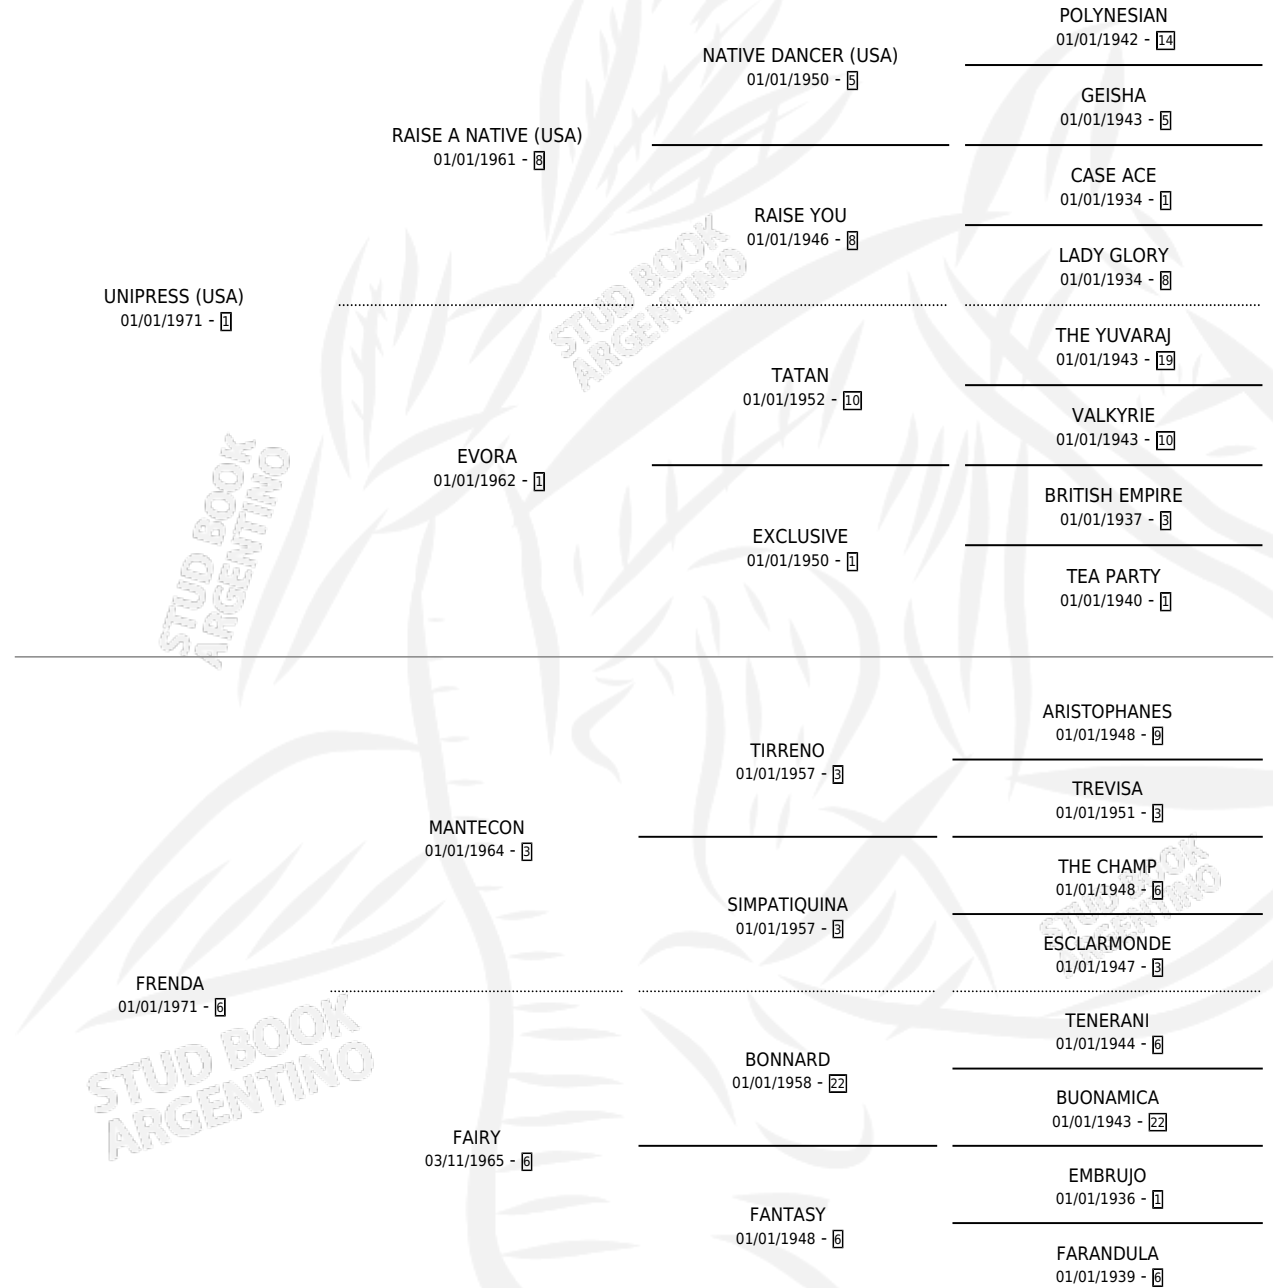 POLYNESIAN
01/01/1942 - 14
NATIVE DANCER (USA)
01/01/1950 - 5
GEISHA
01/01/1943 - 5
RAISE A NATIVE (USA)
01/01/1961 - 8
CASE ACE
01/01/1934 - 1
RAISE YOU
01/01/1946 - 8
LADY GLORY
01/01/1934 - 8
UNIPRESS (USA)
01/01/1971 - 1
THE YUVARAJ
01/01/1943 - 19
TATAN
01/01/1952 - 10
VALKYRIE
01/01/1943 - 10
EVORA
01/01/1962 - 1
BRITISH EMPIRE
01/01/1937 - 3
EXCLUSIVE
01/01/1950 - 1
TEA PARTY
01/01/1940 - 1
STUD BOOK
ARGENTINO
STUD BOOK
ARGENTINO
ARISTOPHANES
01/01/1948 - 9
TIRRENO
01/01/1957 - 3
TREVISA
01/01/1951 - 3
MANTECON
01/01/1964 - 3
THE CHAMP
01/01/1948 - 6
SIMPATIQUINA
01/01/1957 - 3
ESCLARMONDE
01/01/1947 - 3
STUD BOOK
ARGENTINO
FRENDA
01/01/1971 - 6
TENERANI
01/01/1944 - 6
BONNARD
01/01/1958 - 22
BUONAMICA
01/01/1943 - 22
STUD BOOK
ARGENTINO
FAIRY
03/11/1965 - 6
EMBRUJO
01/01/1936 - 1
FANTASY
01/01/1948 - 6
FARANDULA
01/01/1939 - 6